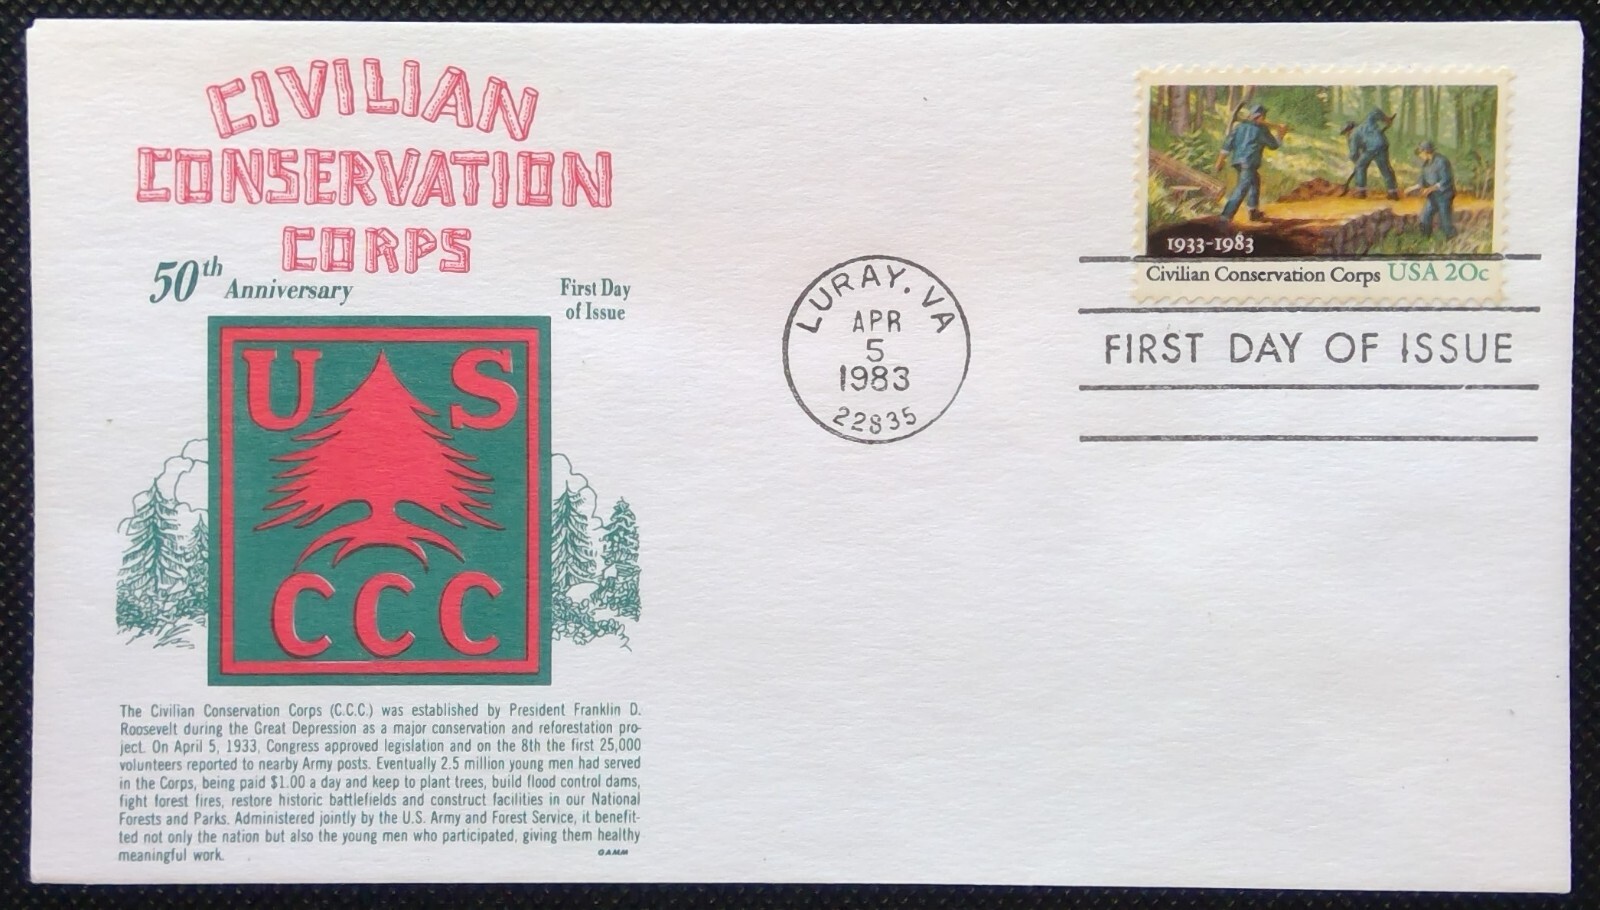 CIVILIAN
CONSERVATION
CORPS
50th Anniversary
First Day
of Issue
U S
CCC
The Civilian Conservation Corps (C.C.C.) was established by President Franklin D.
Roosevelt during the Great Depression as a major conservation and reforestation pro-
ject. On April 5, 1933, Congress approved legislation and on the 8th the first 25,000
volunteers reported to nearby Army posts. Eventually 2.5 million young men had served
in the Corps, being paid $1.00 a day and keep to plant trees, build flood control dams,
fight forest fires, restore historic battlefields and construct facilities in our National
Forests and Parks. Administered jointly by the U.S. Army and Forest Service, it benefit-
ted not only the nation but also the young men who participated, giving them healthy
meaningful work.
GAMM
LURAY, VA
APR
5
1983
22835
1933-1983
Civilian Conservation Corps USA 20c
FIRST DAY OF ISSUE